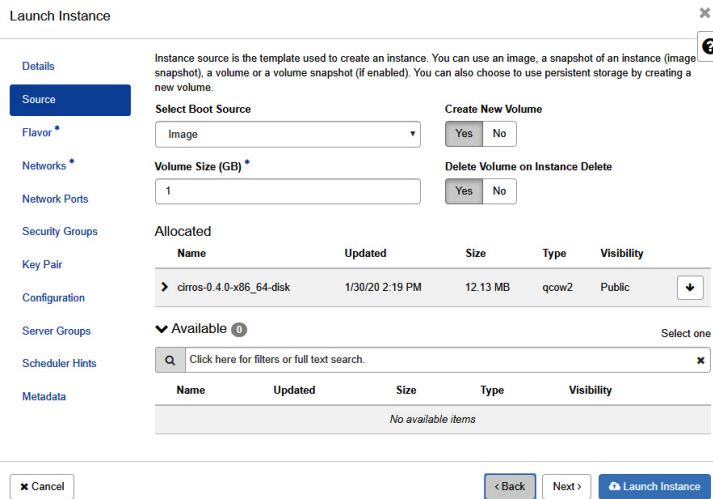 Launch Instance
Details
Source
Flavor *
Networks *
Network Ports
Security Groups
Key Pair
Configuration
Server Groups
Scheduler Hints
Metadata
Instance source is the template used to create an instance. You can use an image, a snapshot of an instance (image
snapshot), a volume or a volume snapshot (if enabled). You can also choose to use persistent storage by creating a
new volume.
Select Boot Source
Image
Create New Volume
Yes No
Volume Size (GB) *
1
Delete Volume on Instance Delete
Yes No
Allocated
Name Updated Size Type Visibility
cirros-0.4.0-x86_64-disk 1/30/20 2:19 PM 12.13 MB qcow2 Public
Available 0
Select one
Click here for filters or full text search.
Name Updated Size Type Visibility
No available items
× Cancel
< Back Next > Launch Instance